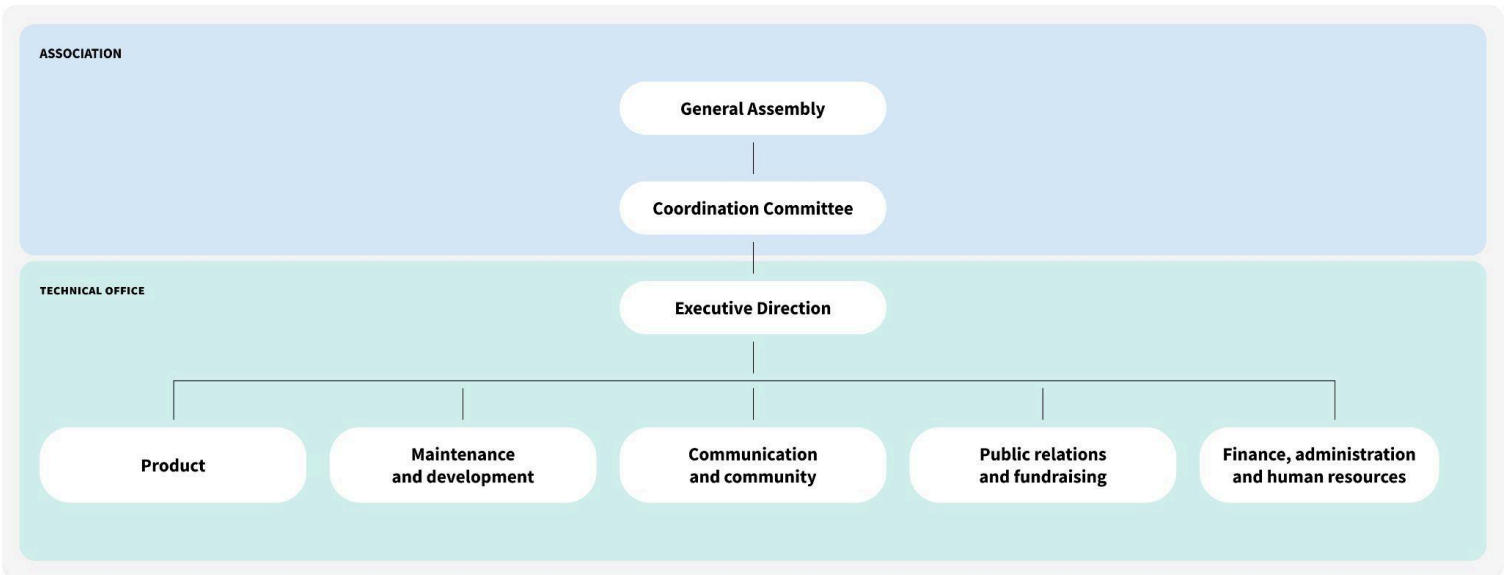 ASSOCIATION
General Assembly
Coordination Committee
TECHNICAL OFFICE
Executive Direction
Product
Maintenance
and development
Communication
and community
Public relations
and fundraising
Finance, administration
and human resources